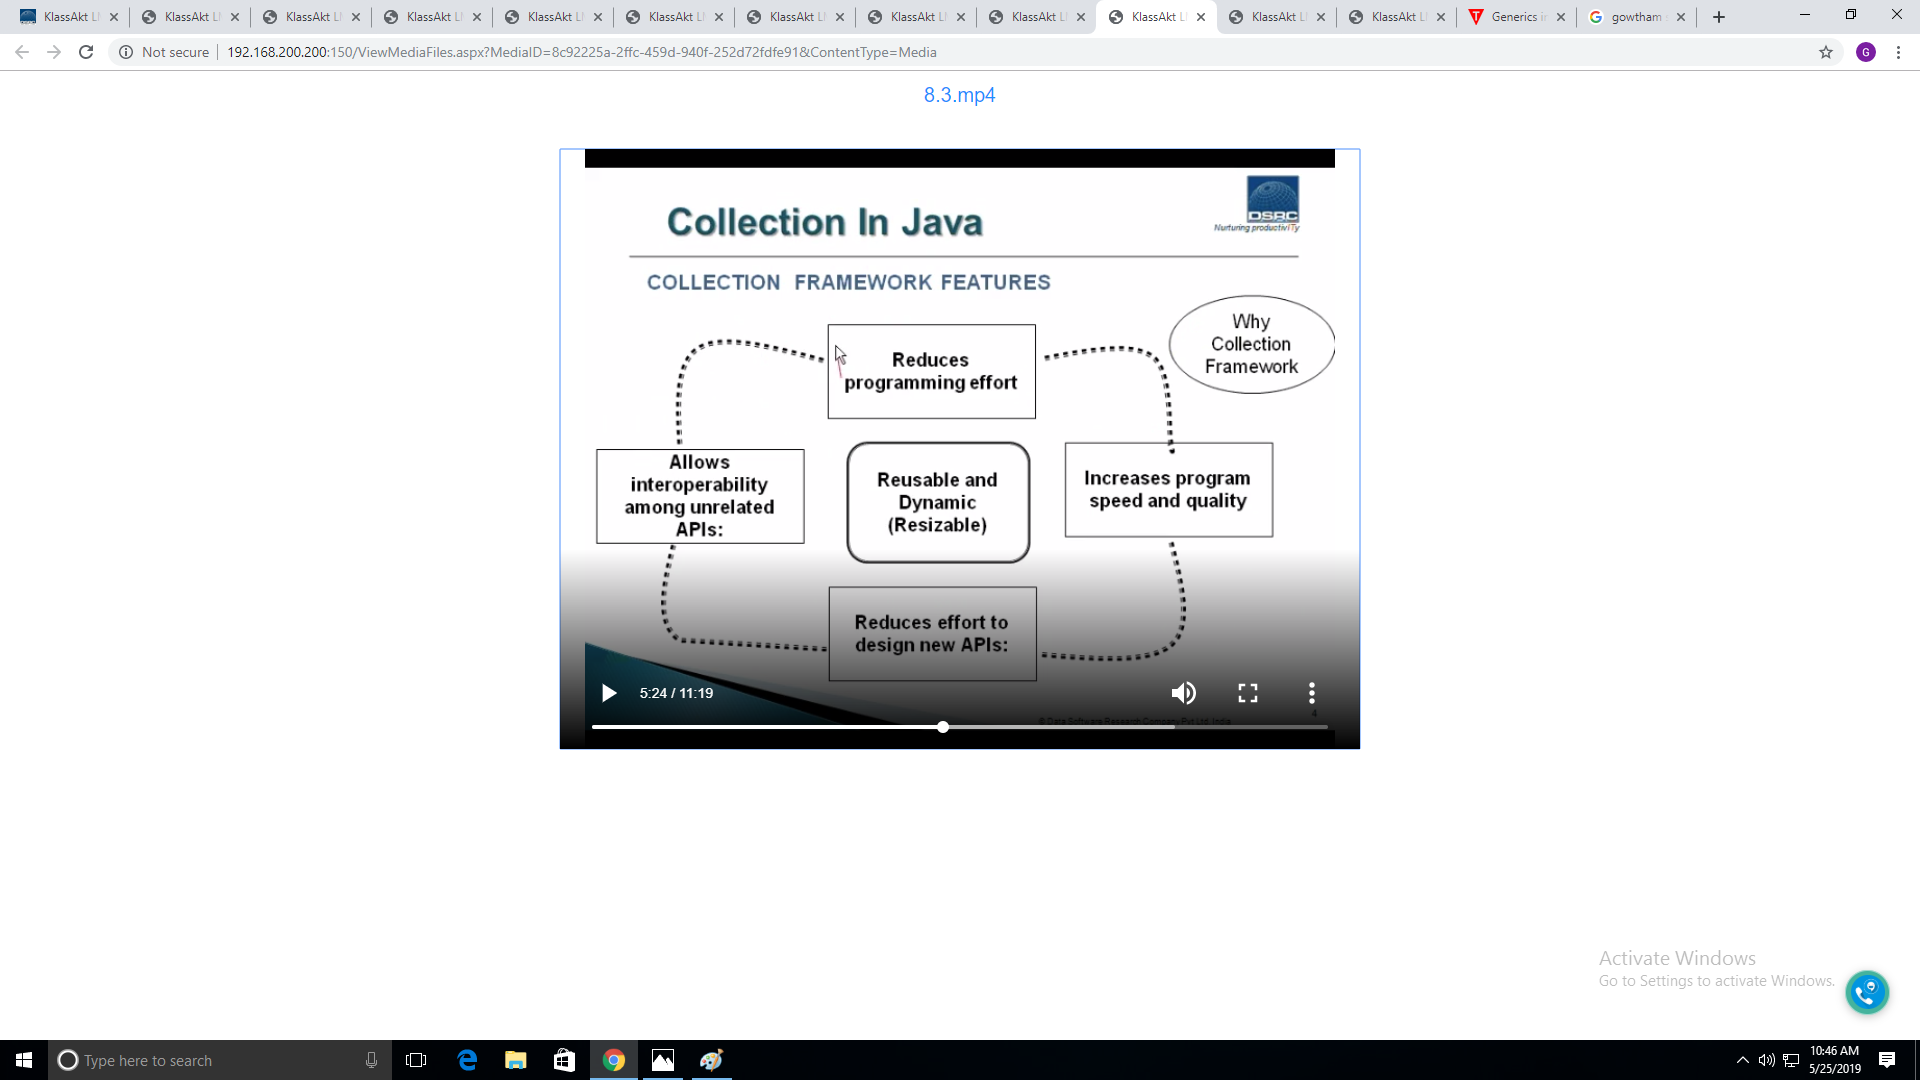 KlassAkt L
KlassAkt L
KlassAkt L
KlassAkt L
KlassAkt L
KlassAkt L
KlassAkt L
KlassAkt L
KlassAkt L
KlassAkt L
KlassAkt L
KlassAkt L
Generics i
gowtham
Not secure
192.168.200.200:150/ViewMediaFiles.aspx?MediaID=8c92225a-2ffc-459d-940f-252d72fdfe91&ContentType=Media
G
8.3.mp4
DSRC
Nurturing productivITy
Collection In Java
COLLECTION FRAMEWORK FEATURES
Why
Collection
Framework
Reduces
programming effort
Allows
interoperability
among unrelated
APIs:
Reusable and
Dynamic
(Resizable)
Increases program
speed and quality
Reduces effort to
design new APIs:
5:24 / 11:19
4
© Data Software Research Company Pvt Ltd. India
Activate Windows
Go to Settings to activate Windows.
Type here to search
10:46 AM
5/25/2019